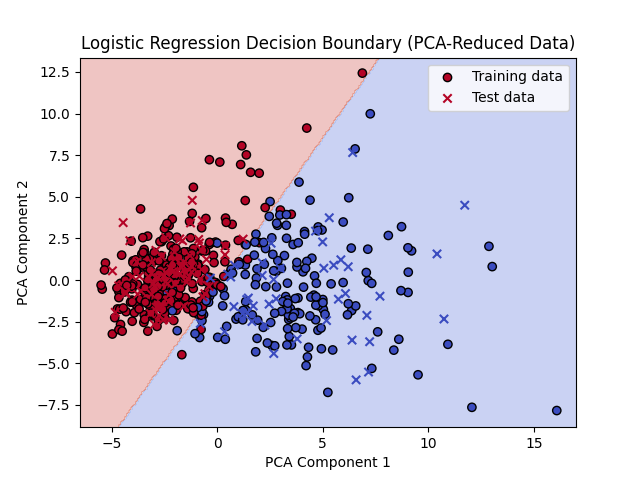 Logistic Regression Decision Boundary (PCA-Reduced Data)
Training data
Test data
12.5
10.0
7.5
5.0
2.5
0.0
−2.5
−5.0
−7.5
PCA Component 2
−5
0
5
10
15
PCA Component 1